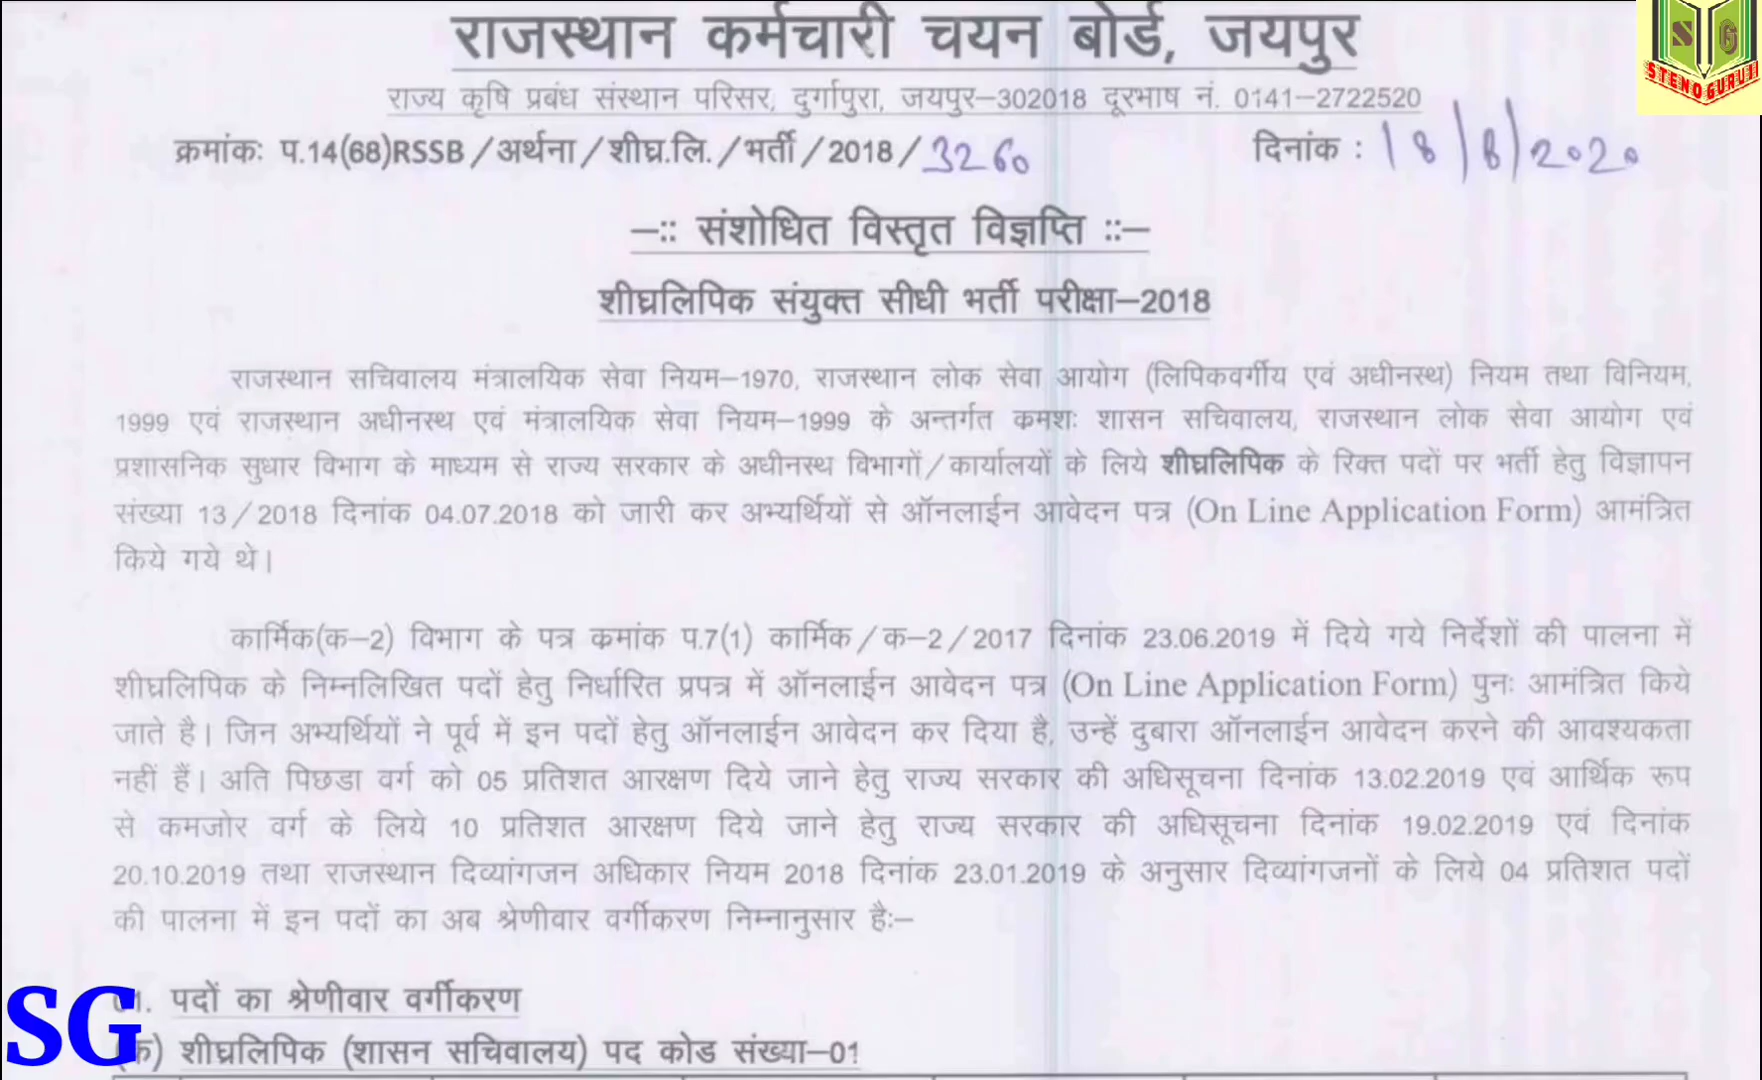 राजस्थान कर्मचारी चयन बोर्ड, जयपुर
राज्य कृषि प्रबंध संस्थान परिसर, दुर्गापुरा, जयपुर–302018 दूरभाष नं. 0141–2722520
क्रमांकः प.14(68)RSSB/अर्थना/शीघ्र.लि./भर्ती/2018/3260 दिनांक : 18/8/2020
SG
STENOGURUJI
–:: संशोधित विस्तृत विज्ञप्ति ::–
शीघ्रलिपिक संयुक्त सीधी भर्ती परीक्षा–2018
राजस्थान सचिवालय मंत्रालयिक सेवा नियम–1970, राजस्थान लोक सेवा आयोग (लिपिकवर्गीय एवं अधीनस्थ) नियम तथा विनियम,
1999 एवं राजस्थान अधीनस्थ एवं मंत्रालयिक सेवा नियम–1999 के अन्तर्गत कमशः शासन सचिवालय, राजस्थान लोक सेवा आयोग एवं
प्रशासनिक सुधार विभाग के माध्यम से राज्य सरकार के अधीनस्थ विभागों/कार्यालयों के लिये शीघ्रलिपिक के रिक्त पदों पर भर्ती हेतु विज्ञापन
संख्या 13/2018 दिनांक 04.07.2018 को जारी कर अभ्यर्थियों से ऑनलाईन आवेदन पत्र (On Line Application Form) आमंत्रित
किये गये थे।
कार्मिक(क–2) विभाग के पत्र कमांक प.7(1) कार्मिक/क–2/2017 दिनांक 23.06.2019 में दिये गये निर्देशों की पालना में
शीघ्रलिपिक के निम्नलिखित पदों हेतु निर्धारित प्रपत्र में ऑनलाईन आवेदन पत्र (On Line Application Form) पुनः आमंत्रित किये
जाते है। जिन अभ्यर्थियों ने पूर्व में इन पदों हेतु ऑनलाईन आवेदन कर दिया है, उन्हें दुबारा ऑनलाईन आवेदन करने की आवश्यकता
नहीं हैं। अति पिछडा वर्ग को 05 प्रतिशत आरक्षण दिये जाने हेतु राज्य सरकार की अधिसूचना दिनांक 13.02.2019 एवं आर्थिक रूप
से कमजोर वर्ग के लिये 10 प्रतिशत आरक्षण दिये जाने हेतु राज्य सरकार की अधिसूचना दिनांक 19.02.2019 एवं दिनांक
20.10.2019 तथा राजस्थान दिव्यांगजन अधिकार नियम 2018 दिनांक 23.01.2019 के अनुसार दिव्यांगजनों के लिये 04 प्रतिशत पदों
की पालना में इन पदों का अब श्रेणीवार वर्गीकरण निम्नानुसार हैः–
01. पदों का श्रेणीवार वर्गीकरण
(क) शीघ्रलिपिक (शासन सचिवालय) पद कोड संख्या–01
SG